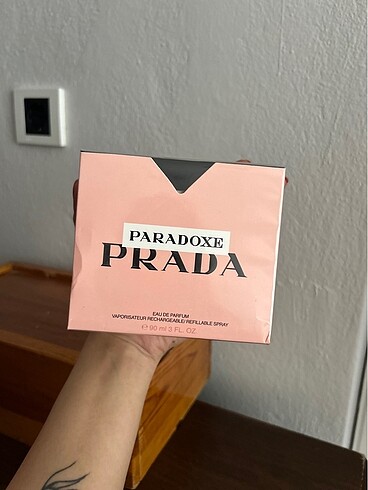 PARADOXE
PRADA
EAU DE PARFUM
VAPORISATEUR RECHARGEABLE/ REFILLABLE SPRAY
℮ 90 ml 3 FL. OZ